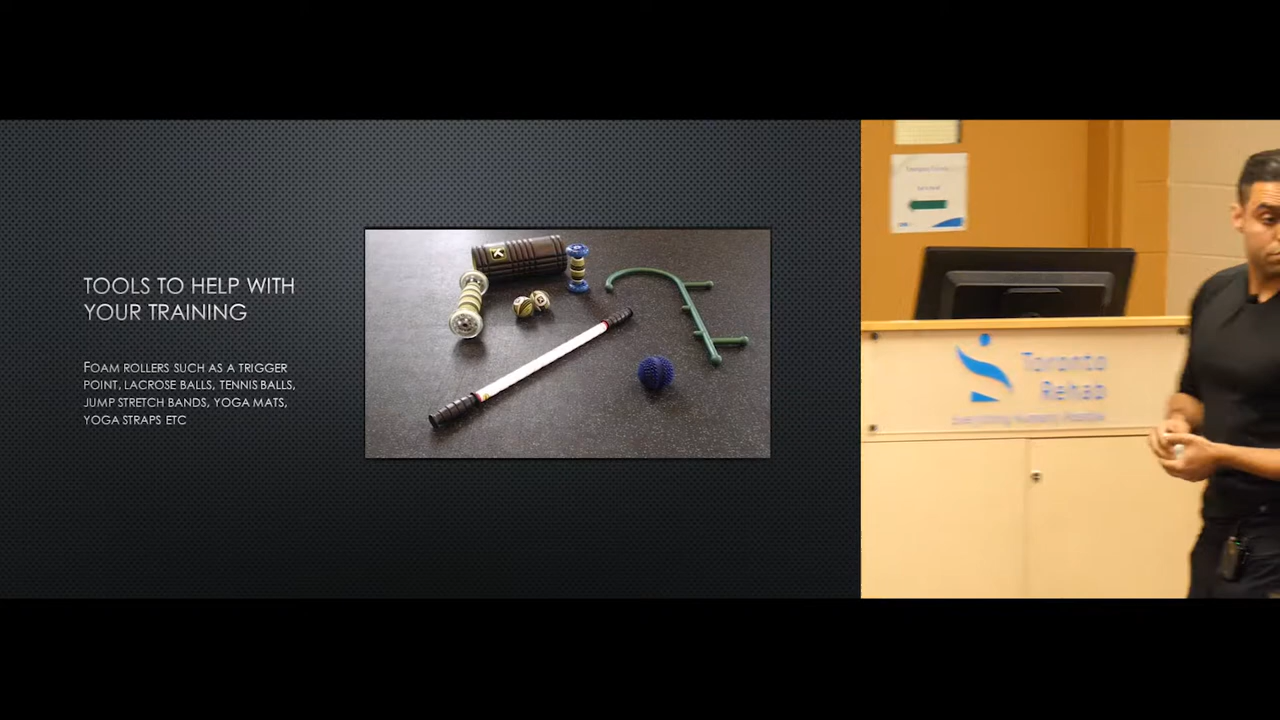 TOOLS TO HELP WITH
YOUR TRAINING
FOAM ROLLERS SUCH AS A TRIGGER
POINT, LACROSE BALLS, TENNIS BALLS,
JUMP STRETCH BANDS, YOGA MATS,
YOGA STRAPS ETC
Toronto
Rehab